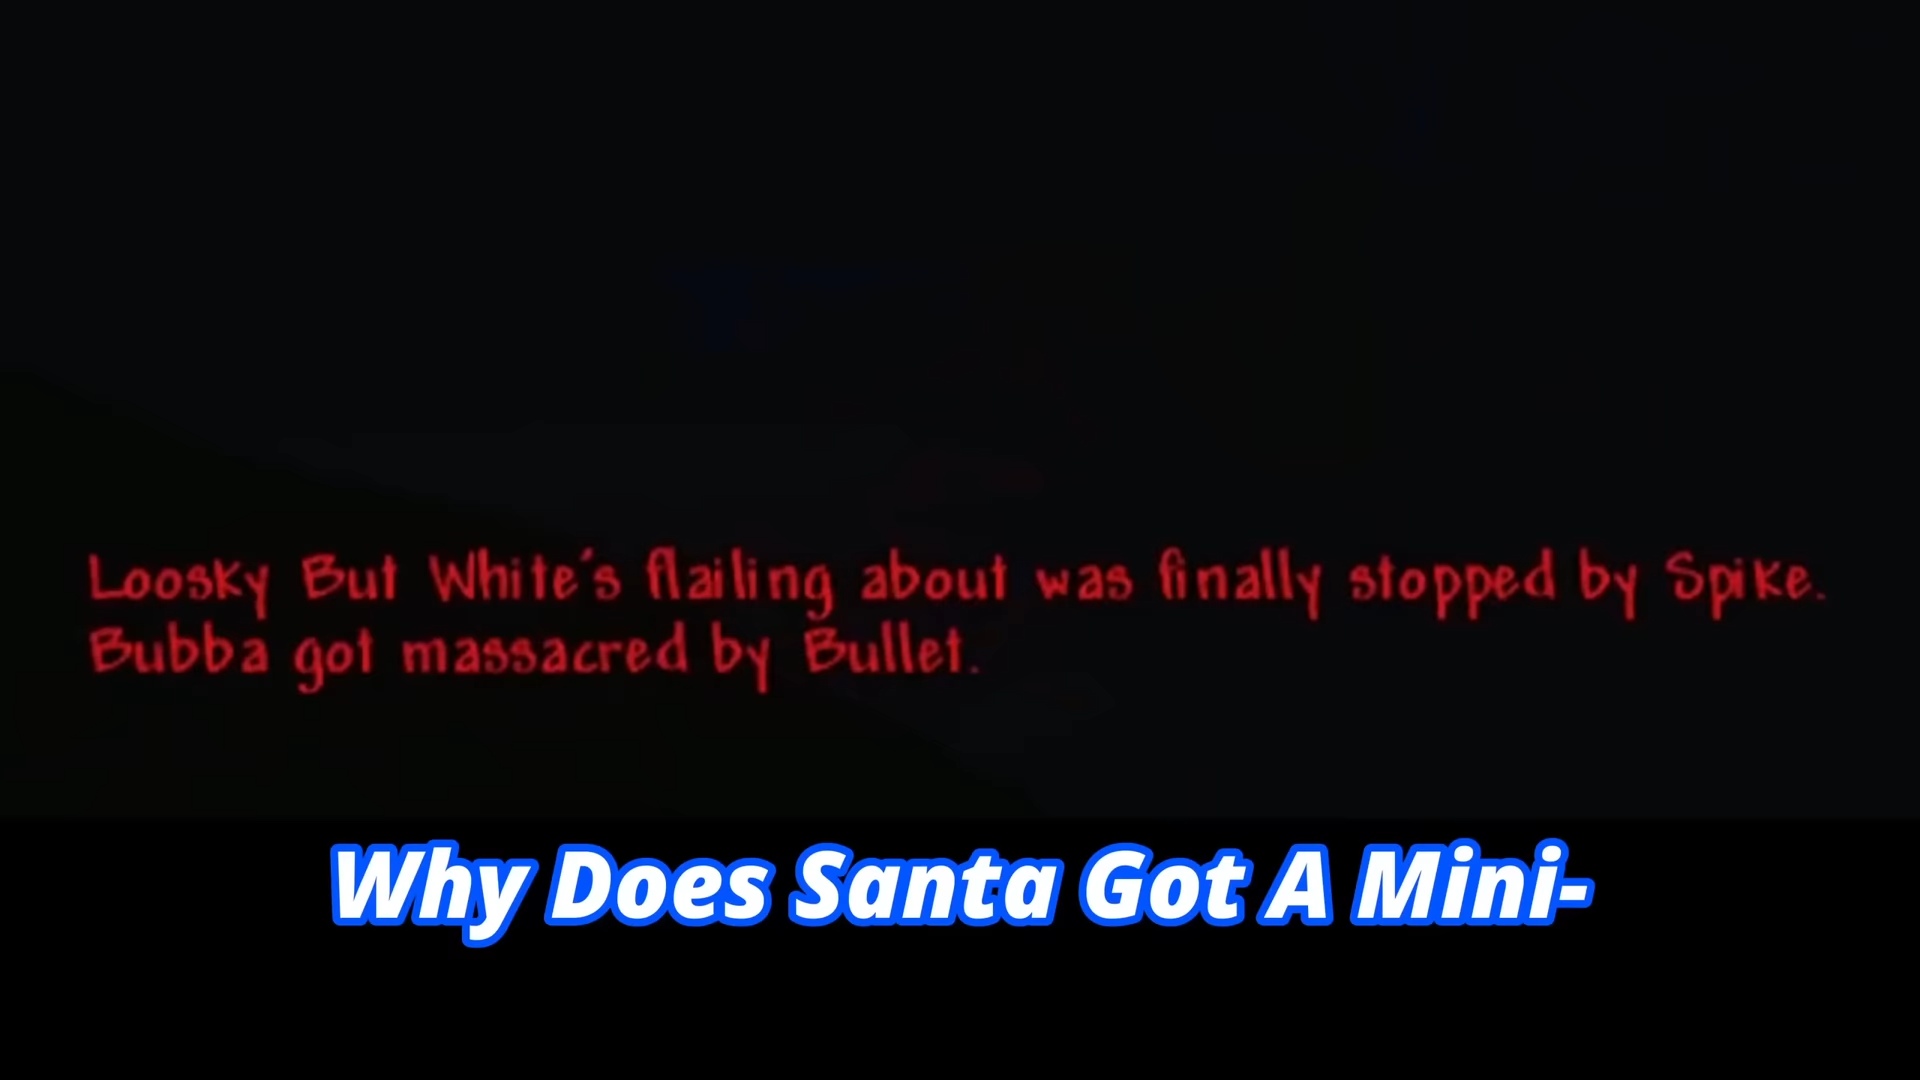 Loosky But White's flailing about was finally stopped by Spike.
Bubba got massacred by Bullet.
Why Does Santa Got A Mini-